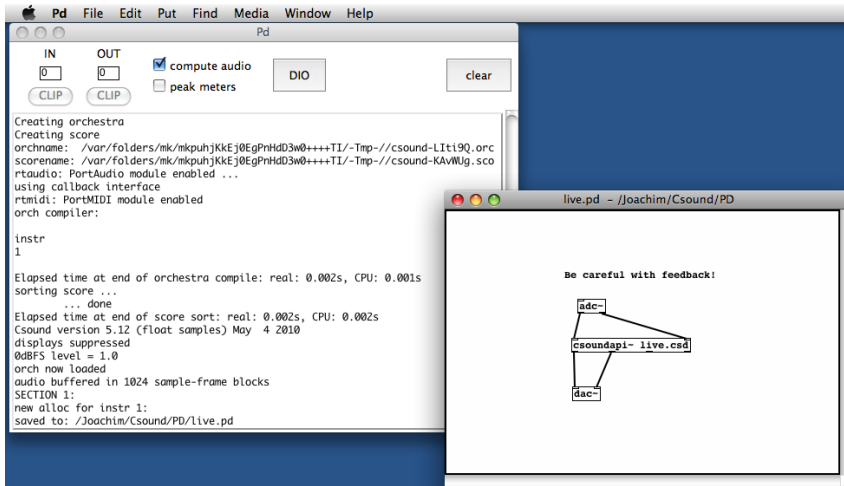 Pd File Edit Put Find Media Window Help
Pd
IN OUT
0 0
compute audio
peak meters
DIO
clear
CLIP CLIP
Creating orchestra
Creating score
orchname:  /var/folders/mk/mkpuhjKkEj0EgPnHdD3w0++++TI/-Tmp-//csound-LIti9Q.orc
scorename: /var/folders/mk/mkpuhjKkEj0EgPnHdD3w0++++TI/-Tmp-//csound-KAvWUg.sco
rtaudio: PortAudio module enabled ...
using callback interface
rtmidi: PortMIDI module enabled
orch compiler:
instr
1
Elapsed time at end of orchestra compile: real: 0.002s, CPU: 0.001s
sorting score ...
... done
Elapsed time at end of score sort: real: 0.002s, CPU: 0.002s
Csound version 5.12 (float samples) May  4 2010
displays suppressed
0dBFS level = 1.0
orch now loaded
audio buffered in 1024 sample-frame blocks
SECTION 1:
new alloc for instr 1:
saved to: /Joachim/Csound/PD/live.pd
live.pd - /Joachim/Csound/PD
Be careful with feedback!
adc~
csoundapi~ live.csd
dac~